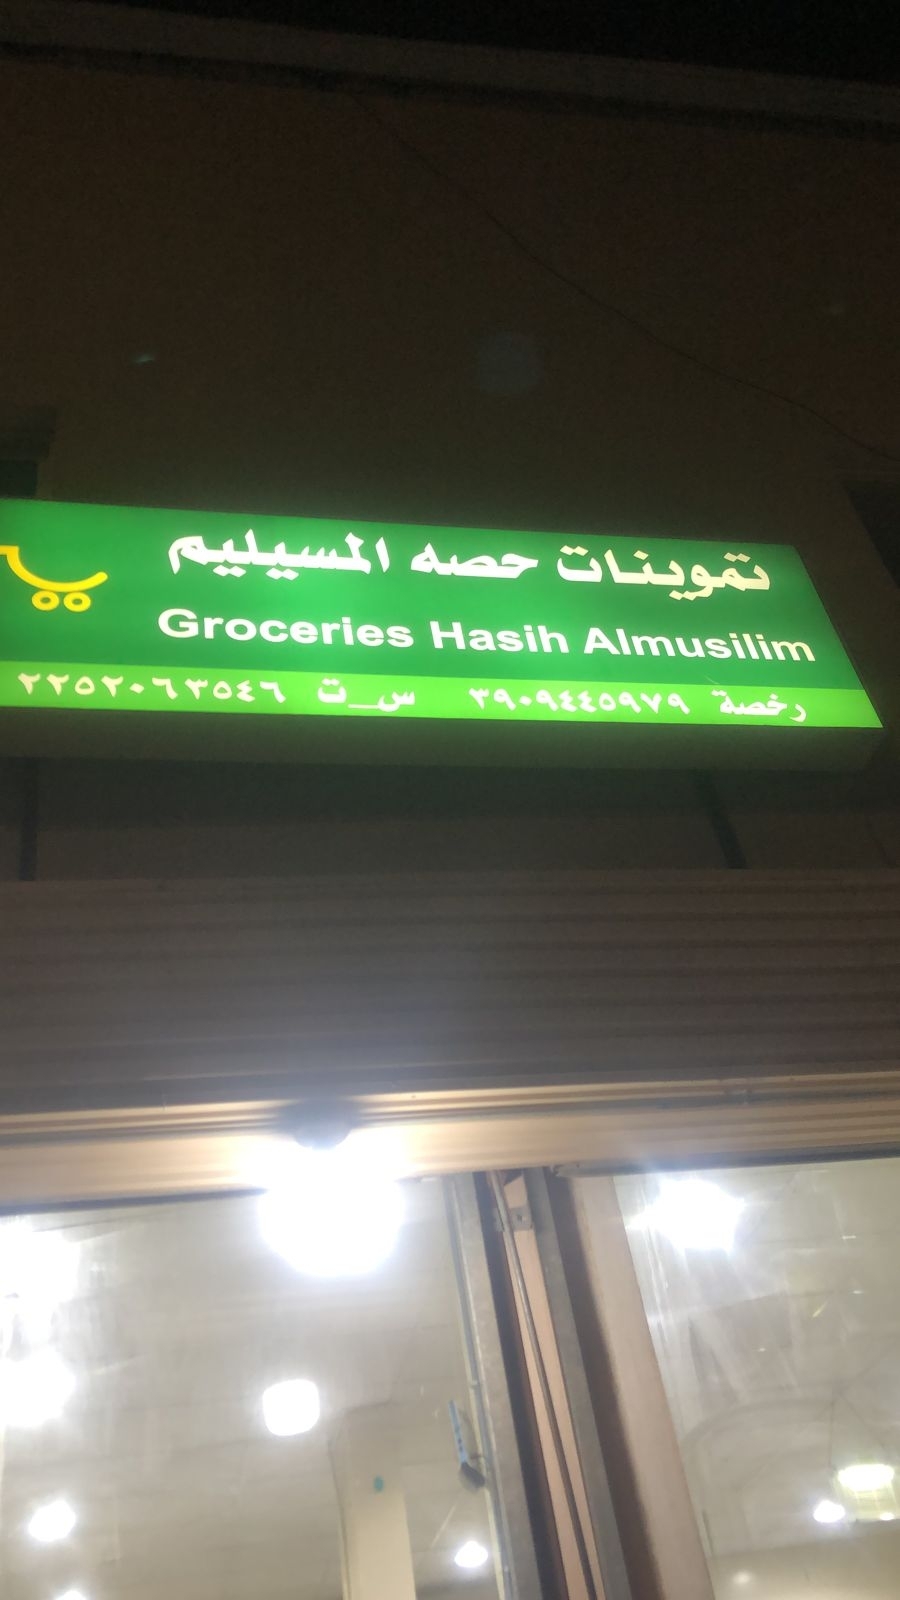 تموينات حصه المسيليم
Groceries Hasih Almusilim
رخصة ٣٩٠٩٤٤٥٩٧٩ س_ت ٢٢٥٢٠٦٣٥٤٦